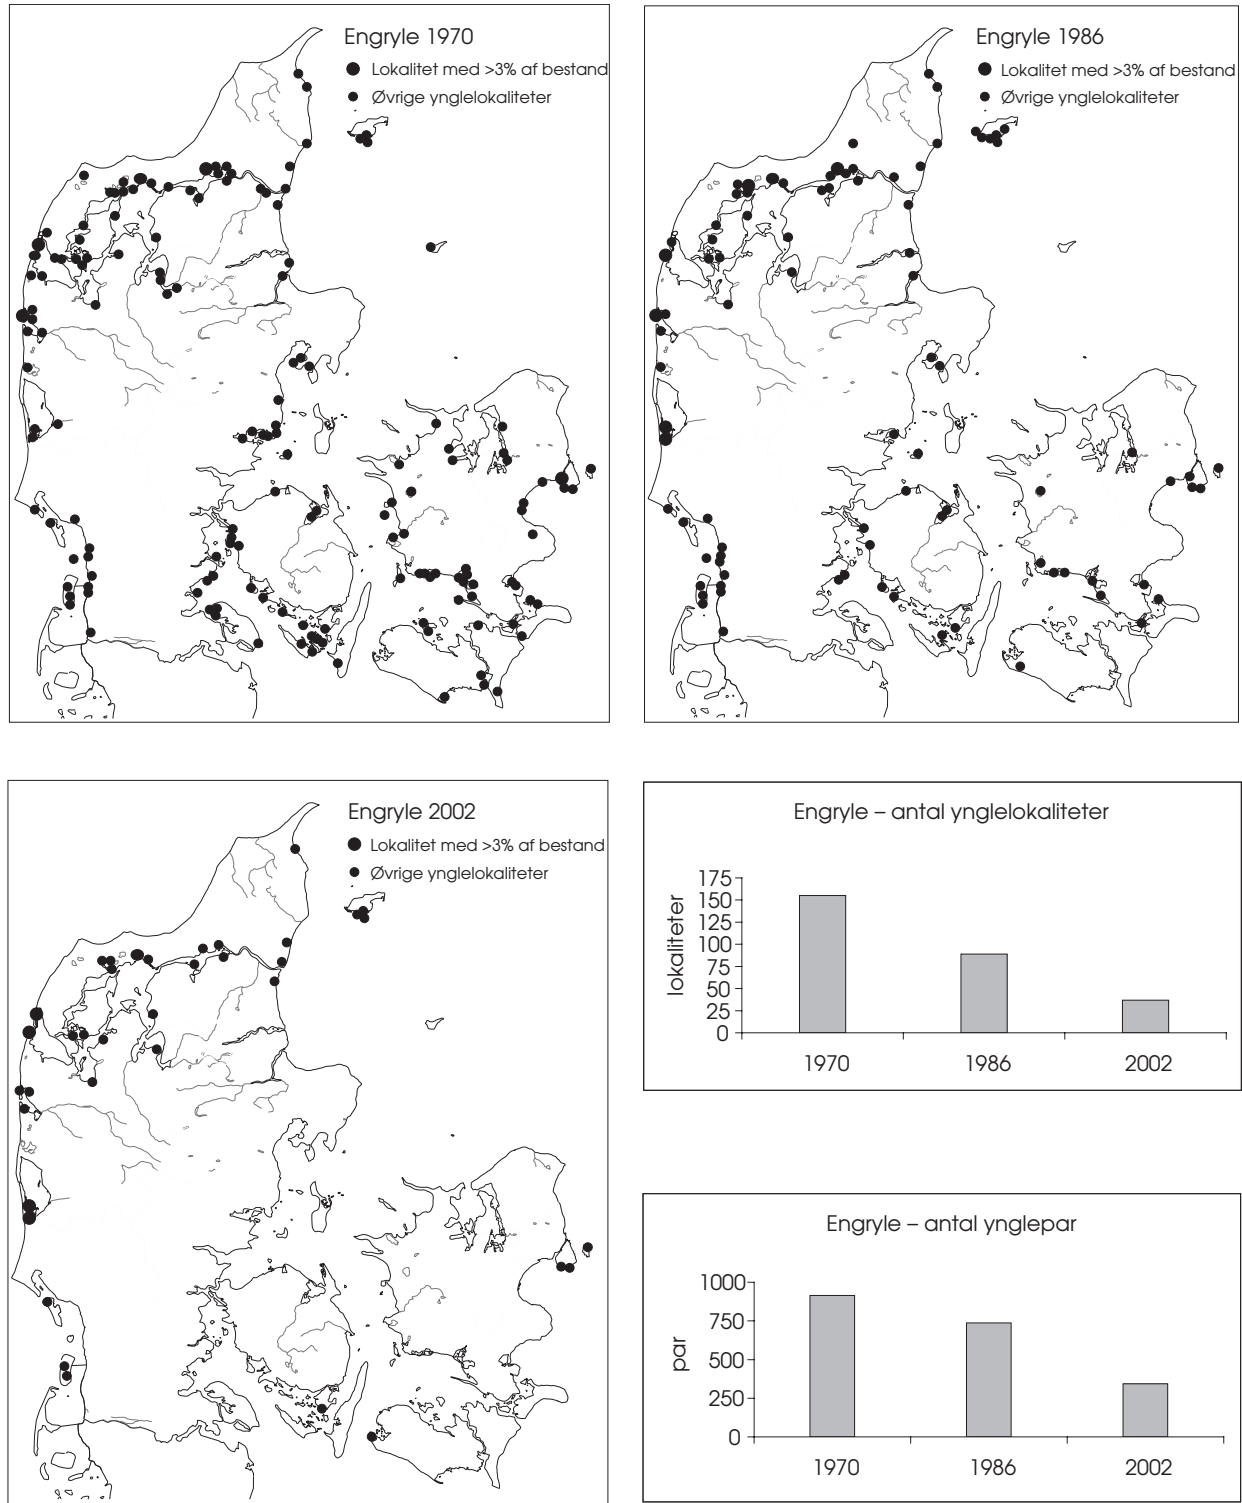 Engryle 1970
Lokalitet med >3% af bestand
Øvrige ynglelokaliteter
Engryle 1986
Lokalitet med >3% af bestand
Øvrige ynglelokaliteter
Engryle 2002
Lokalitet med >3% af bestand
Øvrige ynglelokaliteter
Engryle – antal ynglelokaliteter
lokaliteter
175
150
125
100
75
50
25
0
1970
1986
2002
Engryle – antal ynglepar
par
1000
750
500
250
0
1970
1986
2002